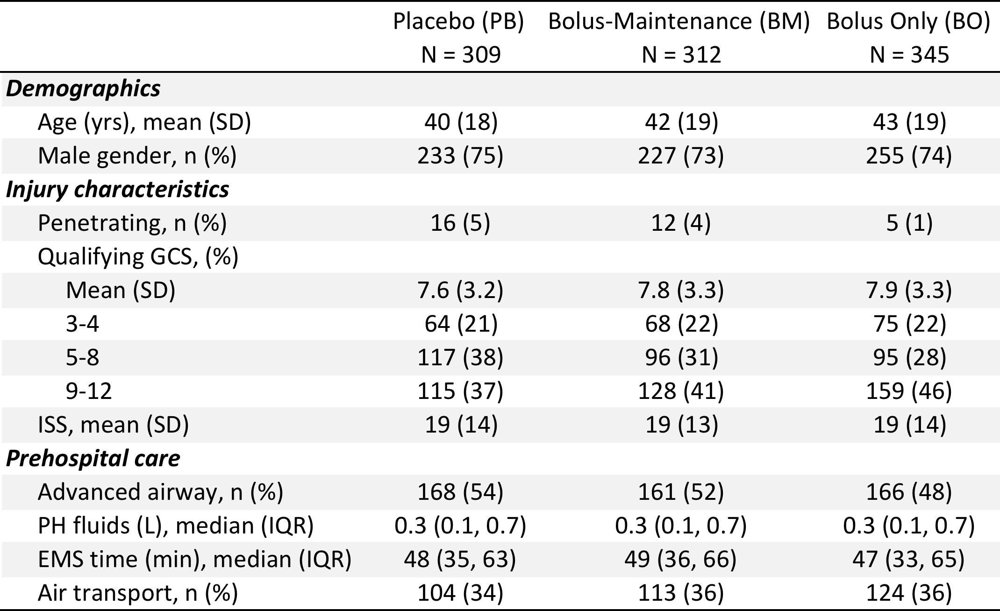 Placebo (PB) Bolus-Maintenance (BM) Bolus Only (BO)
N = 309 N = 312 N = 345
Demographics
Age (yrs), mean (SD) 40 (18) 42 (19) 43 (19)
Male gender, n (%) 233 (75) 227 (73) 255 (74)
Injury characteristics
Penetrating, n (%) 16 (5) 12 (4) 5 (1)
Qualifying GCS, (%)
Mean (SD) 7.6 (3.2) 7.8 (3.3) 7.9 (3.3)
3-4 64 (21) 68 (22) 75 (22)
5-8 117 (38) 96 (31) 95 (28)
9-12 115 (37) 128 (41) 159 (46)
ISS, mean (SD) 19 (14) 19 (13) 19 (14)
Prehospital care
Advanced airway, n (%) 168 (54) 161 (52) 166 (48)
PH fluids (L), median (IQR) 0.3 (0.1, 0.7) 0.3 (0.1, 0.7) 0.3 (0.1, 0.7)
EMS time (min), median (IQR) 48 (35, 63) 49 (36, 66) 47 (33, 65)
Air transport, n (%) 104 (34) 113 (36) 124 (36)